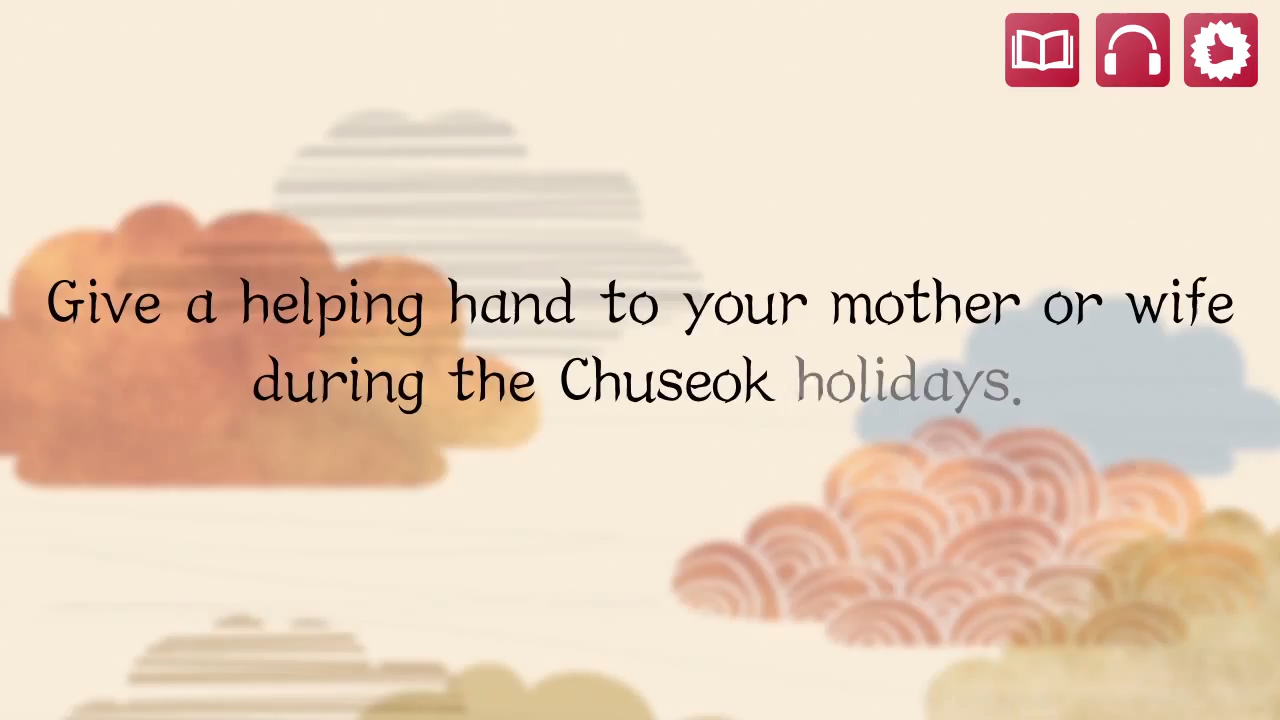 Give a helping hand to your mother or wife
during the Chuseok holidays.